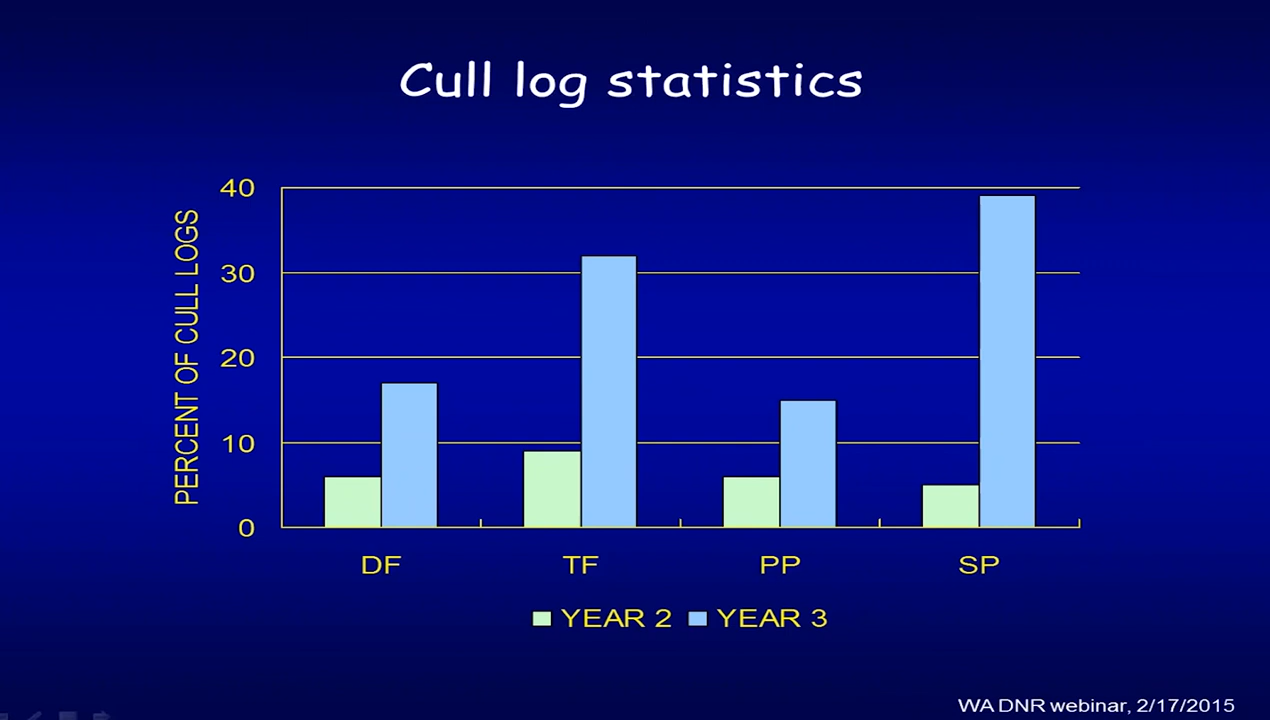 Cull log statistics
PERCENT OF CULL LOGS
40
30
20
10
0
DF TF PP SP
YEAR 2 YEAR 3
WA DNR webinar, 2/17/2015